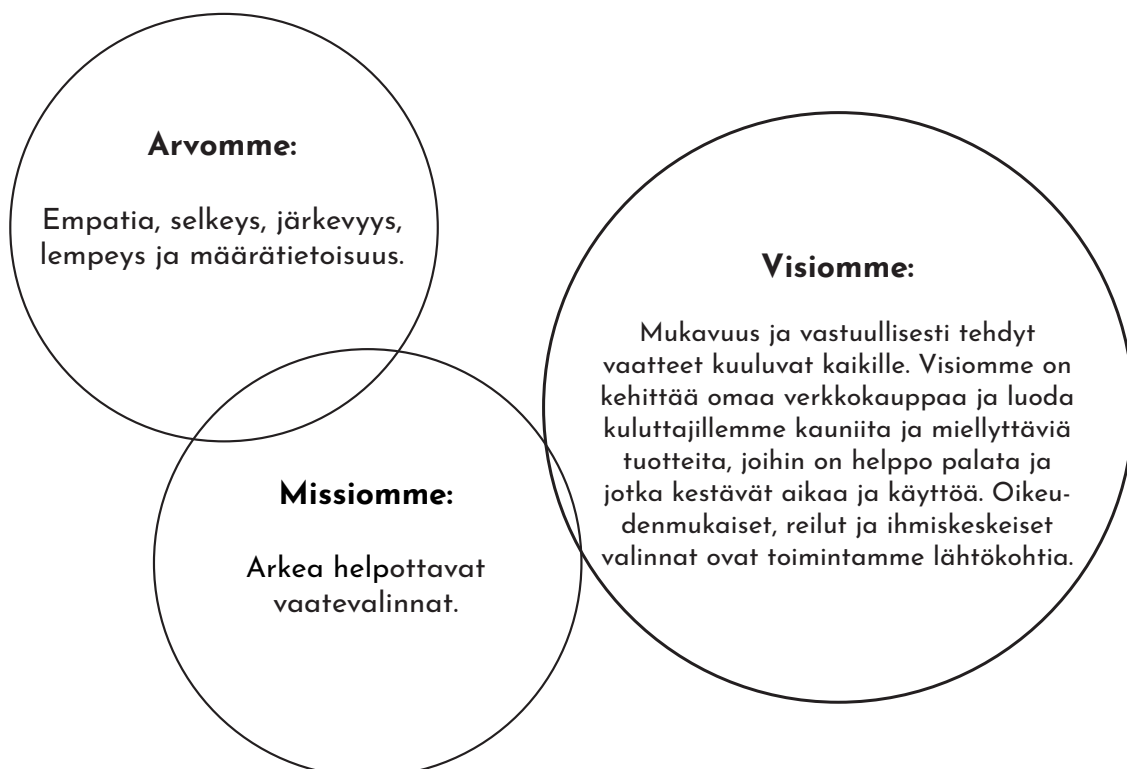 Arvomme:
Empatia, selkeys, järkevyys,
lempeys ja määrätietoisuus.
Missiomme:
Arkea helpottavat
vaatevalinnat.
Visiomme:
Mukavuus ja vastuullisesti tehdyt
vaatteet kuuluvat kaikille. Visiomme on
kehittää omaa verkkokauppaa ja luoda
kuluttajillemme kauniita ja miellyttäviä
tuotteita, joihin on helppo palata ja
jotka kestävät aikaa ja käyttöä. Oikeu-
denmukaiset, reilut ja ihmiskeskeiset
valinnat ovat toimintamme lähtökohtia.